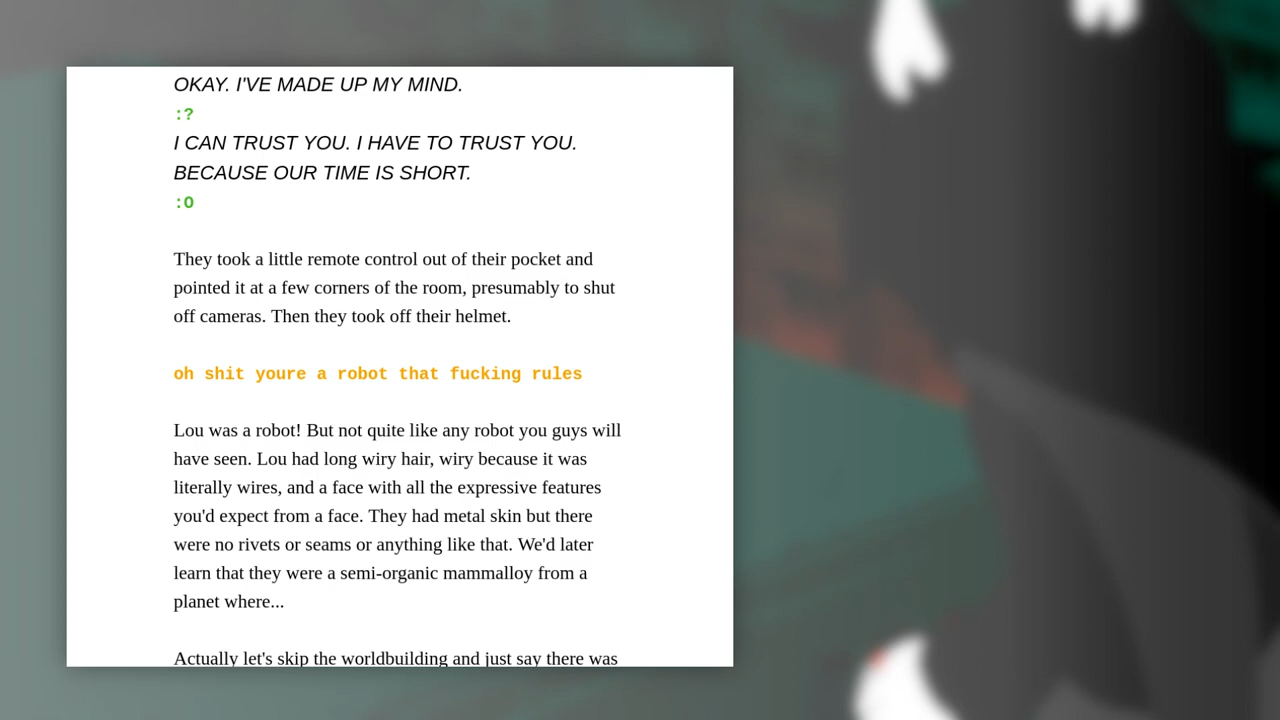 OKAY. I'VE MADE UP MY MIND.
:?
I CAN TRUST YOU. I HAVE TO TRUST YOU.
BECAUSE OUR TIME IS SHORT.
:O
They took a little remote control out of their pocket and
pointed it at a few corners of the room, presumably to shut
off cameras. Then they took off their helmet.
oh shit youre a robot that fucking rules
Lou was a robot! But not quite like any robot you guys will
have seen. Lou had long wiry hair, wiry because it was
literally wires, and a face with all the expressive features
you'd expect from a face. They had metal skin but there
were no rivets or seams or anything like that. We'd later
learn that they were a semi-organic mammalloy from a
planet where...
Actually let's skip the worldbuilding and just say there was